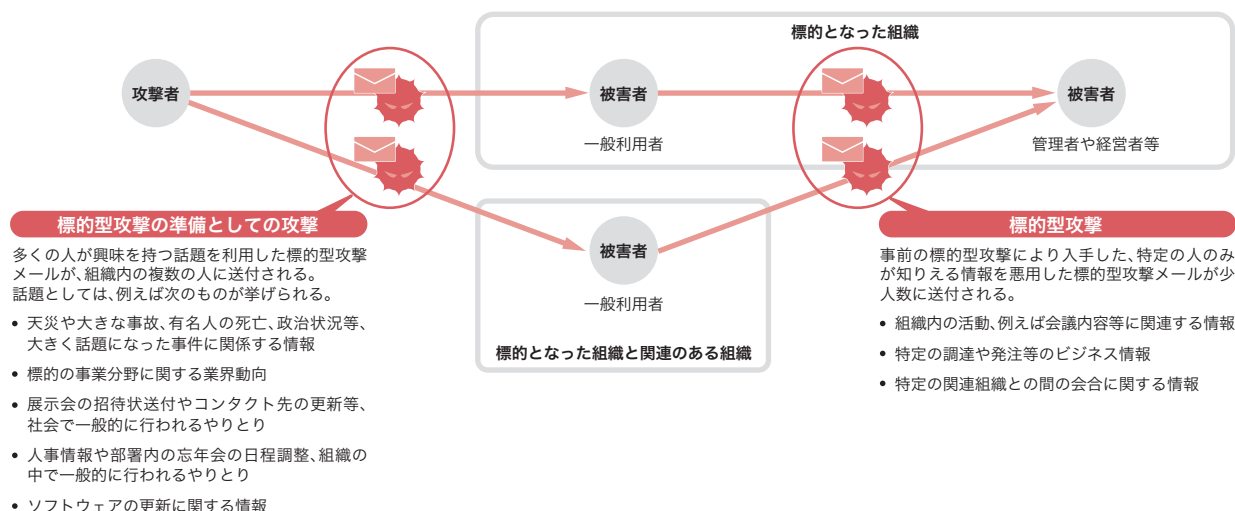 標的となった組織
攻撃者
被害者
被害者
一般利用者
管理者や経営者等
標的型攻撃の準備としての攻撃
多くの人が興味を持つ話題を利用した標的型攻撃
メールが、組織内の複数の人に送付される。
話題としては、例えば次のものが挙げられる。
• 天災や大きな事故、有名人の死亡、政治状況等、
大きく話題になった事件に関係する情報
• 標的の事業分野に関する業界動向
• 展示会の招待状送付やコンタクト先の更新等、
社会で一般的に行われるやりとり
• 人事情報や部署内の忘年会の日程調整、組織の
中で一般的に行われるやりとり
• ソフトウェアの更新に関する情報
被害者
一般利用者
標的となった組織と関連のある組織
標的型攻撃
事前の標的型攻撃により入手した、特定の人のみ
が知りえる情報を悪用した標的型攻撃メールが少
人数に送付される。
• 組織内の活動、例えば会議内容等に関連する情報
• 特定の調達や発注等のビジネス情報
• 特定の関連組織との間の会合に関する情報